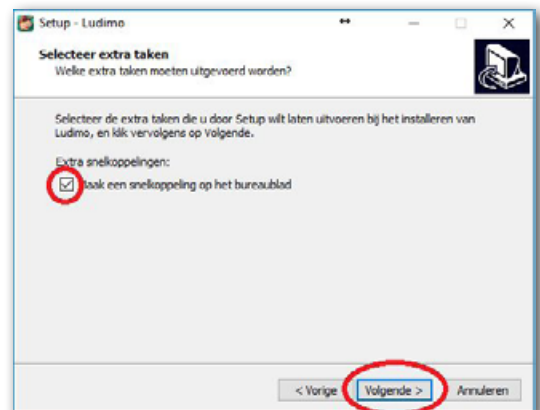 Setup - Ludimo
Selecteer extra taken
Welke extra taken moeten uitgevoerd worden?
Selecteer de extra taken die u door Setup wilt laten uitvoeren bij het installeren van
Ludimo, en klik vervolgens op Volgende.
Extra snelkoppelingen:
Maak een snelkoppeling op het bureaublad
< Vorige
Volgende >
Annuleren